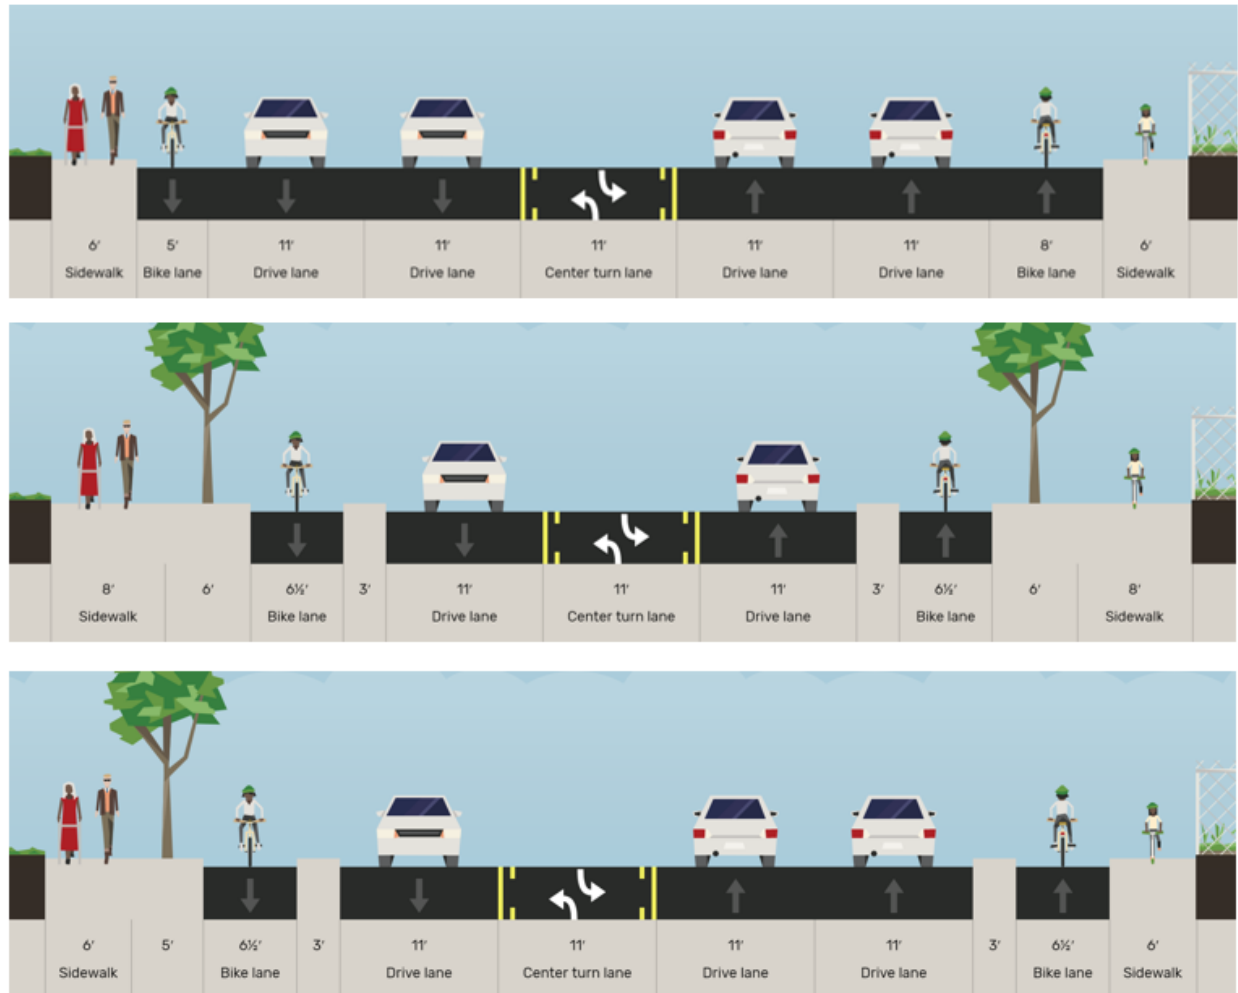 6′ 5′ 11′ 11′ 11′ 11′ 11′ 8′ 6′
Sidewalk Bike lane Drive lane Drive lane Center turn lane Drive lane Drive lane Bike lane Sidewalk
8′ 6′ 6½′ 3′ 11′ 11′ 11′ 3′ 6½′ 6′ 8′
Sidewalk Bike lane Drive lane Center turn lane Drive lane Bike lane Sidewalk
6′ 5′ 6½′ 3′ 11′ 11′ 11′ 11′ 3′ 6½′ 6′
Sidewalk Bike lane Drive lane Center turn lane Drive lane Drive lane Bike lane Sidewalk